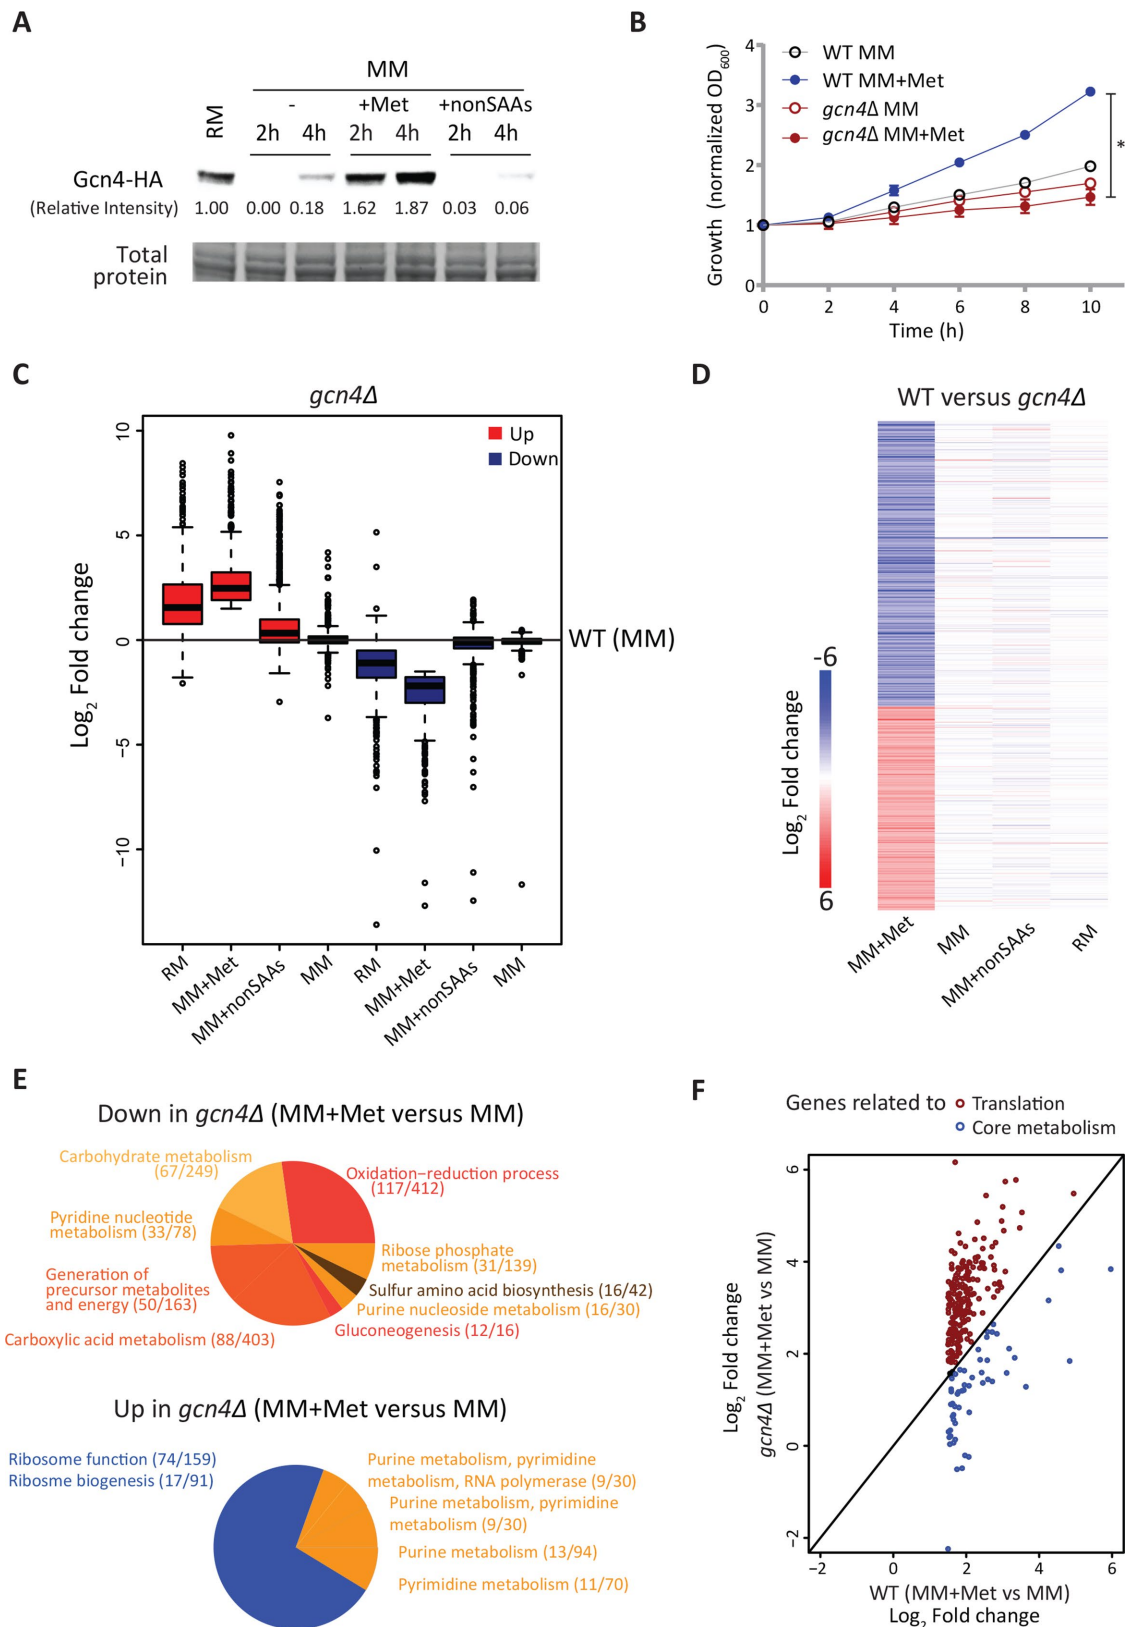 A
MM
RM
-
+Met
+nonSAAs
2h
4h
2h
4h
2h
4h
Gcn4-HA
(Relative Intensity)
1.00
0.00
0.18
1.62
1.87
0.03
0.06
Total
protein
B
WT MM
WT MM+Met
gcn4Δ MM
gcn4Δ MM+Met
Growth (normalized OD600)
4
3
2
1
0
*
0
2
4
6
8
10
Time (h)
C
gcn4Δ
Up
Down
Log2 Fold change
10
5
0
−5
−10
WT (MM)
RM
MM+Met
MM+nonSAAs
MM
RM
MM+Met
MM+nonSAAs
MM
D
WT versus gcn4Δ
-6
Log2 Fold change
6
MM+Met
MM
MM+nonSAAs
RM
E
Down in gcn4Δ (MM+Met versus MM)
Carbohydrate metabolism
(67/249)
Oxidation−reduction process
(117/412)
Pyridine nucleotide
metabolism (33/78)
Ribose phosphate
metabolism (31/139)
Generation of
precursor metabolites
and energy (50/163)
Sulfur amino acid biosynthesis (16/42)
Purine nucleoside metabolism (16/30)
Gluconeogenesis (12/16)
Carboxylic acid metabolism (88/403)
Up in gcn4Δ (MM+Met versus MM)
Ribosome function (74/159)
Ribosme biogenesis (17/91)
Purine metabolism, pyrimidine
metabolism, RNA polymerase (9/30)
Purine metabolism, pyrimidine
metabolism (9/30)
Purine metabolism (13/94)
Pyrimidine metabolism (11/70)
F
Genes related to
Translation
Core metabolism
Log2 Fold change
gcn4Δ (MM+Met vs MM)
6
4
2
0
−2
−2
0
2
4
6
WT (MM+Met vs MM)
Log2 Fold change